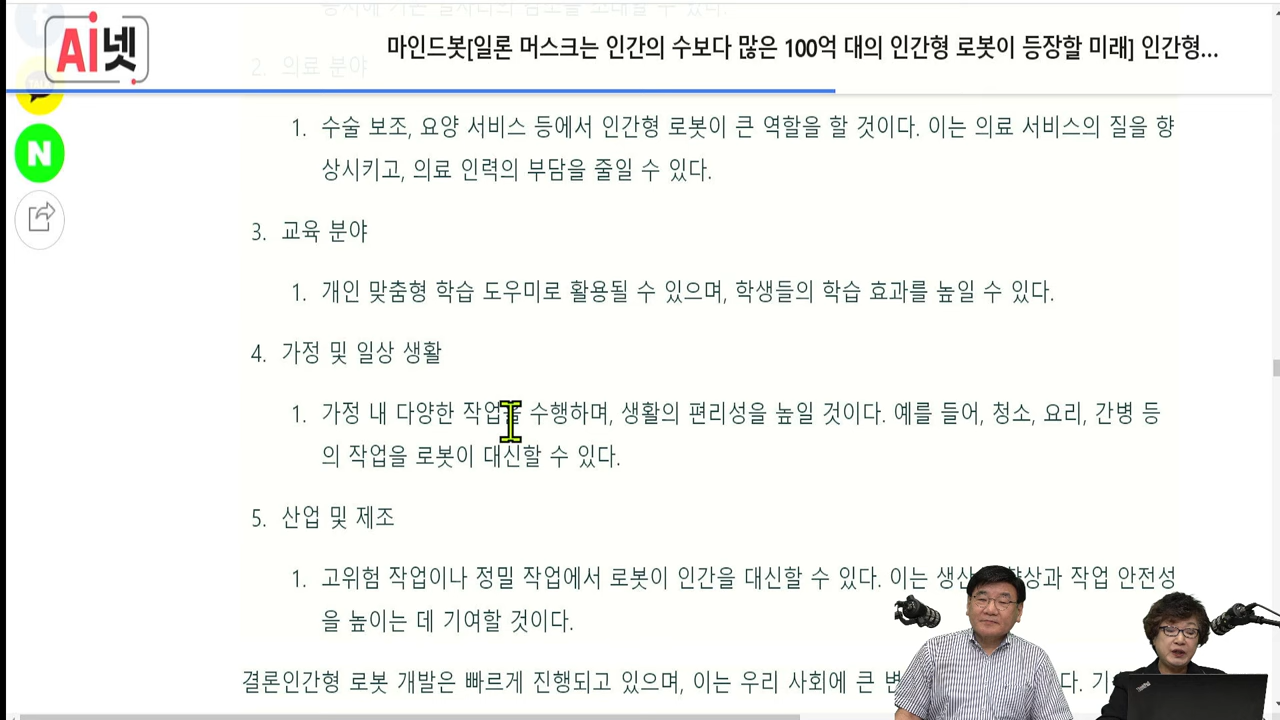 Ai넷
마인드봇[일론 머스크는 인간의 수보다 많은 100억 대의 인간형 로봇이 등장할 미래] 인간형...
2. 의료 분야
N
1. 수술 보조, 요양 서비스 등에서 인간형 로봇이 큰 역할을 할 것이다. 이는 의료 서비스의 질을 향
상시키고, 의료 인력의 부담을 줄일 수 있다.
3. 교육 분야
1. 개인 맞춤형 학습 도우미로 활용될 수 있으며, 학생들의 학습 효과를 높일 수 있다.
4. 가정 및 일상 생활
1. 가정 내 다양한 작업을 수행하며, 생활의 편리성을 높일 것이다. 예를 들어, 청소, 요리, 간병 등
의 작업을 로봇이 대신할 수 있다.
5. 산업 및 제조
1. 고위험 작업이나 정밀 작업에서 로봇이 인간을 대신할 수 있다. 이는 생산 향상과 작업 안전성
을 높이는 데 기여할 것이다.
결론인간형 로봇 개발은 빠르게 진행되고 있으며, 이는 우리 사회에 큰 다. 기
ThinkPad